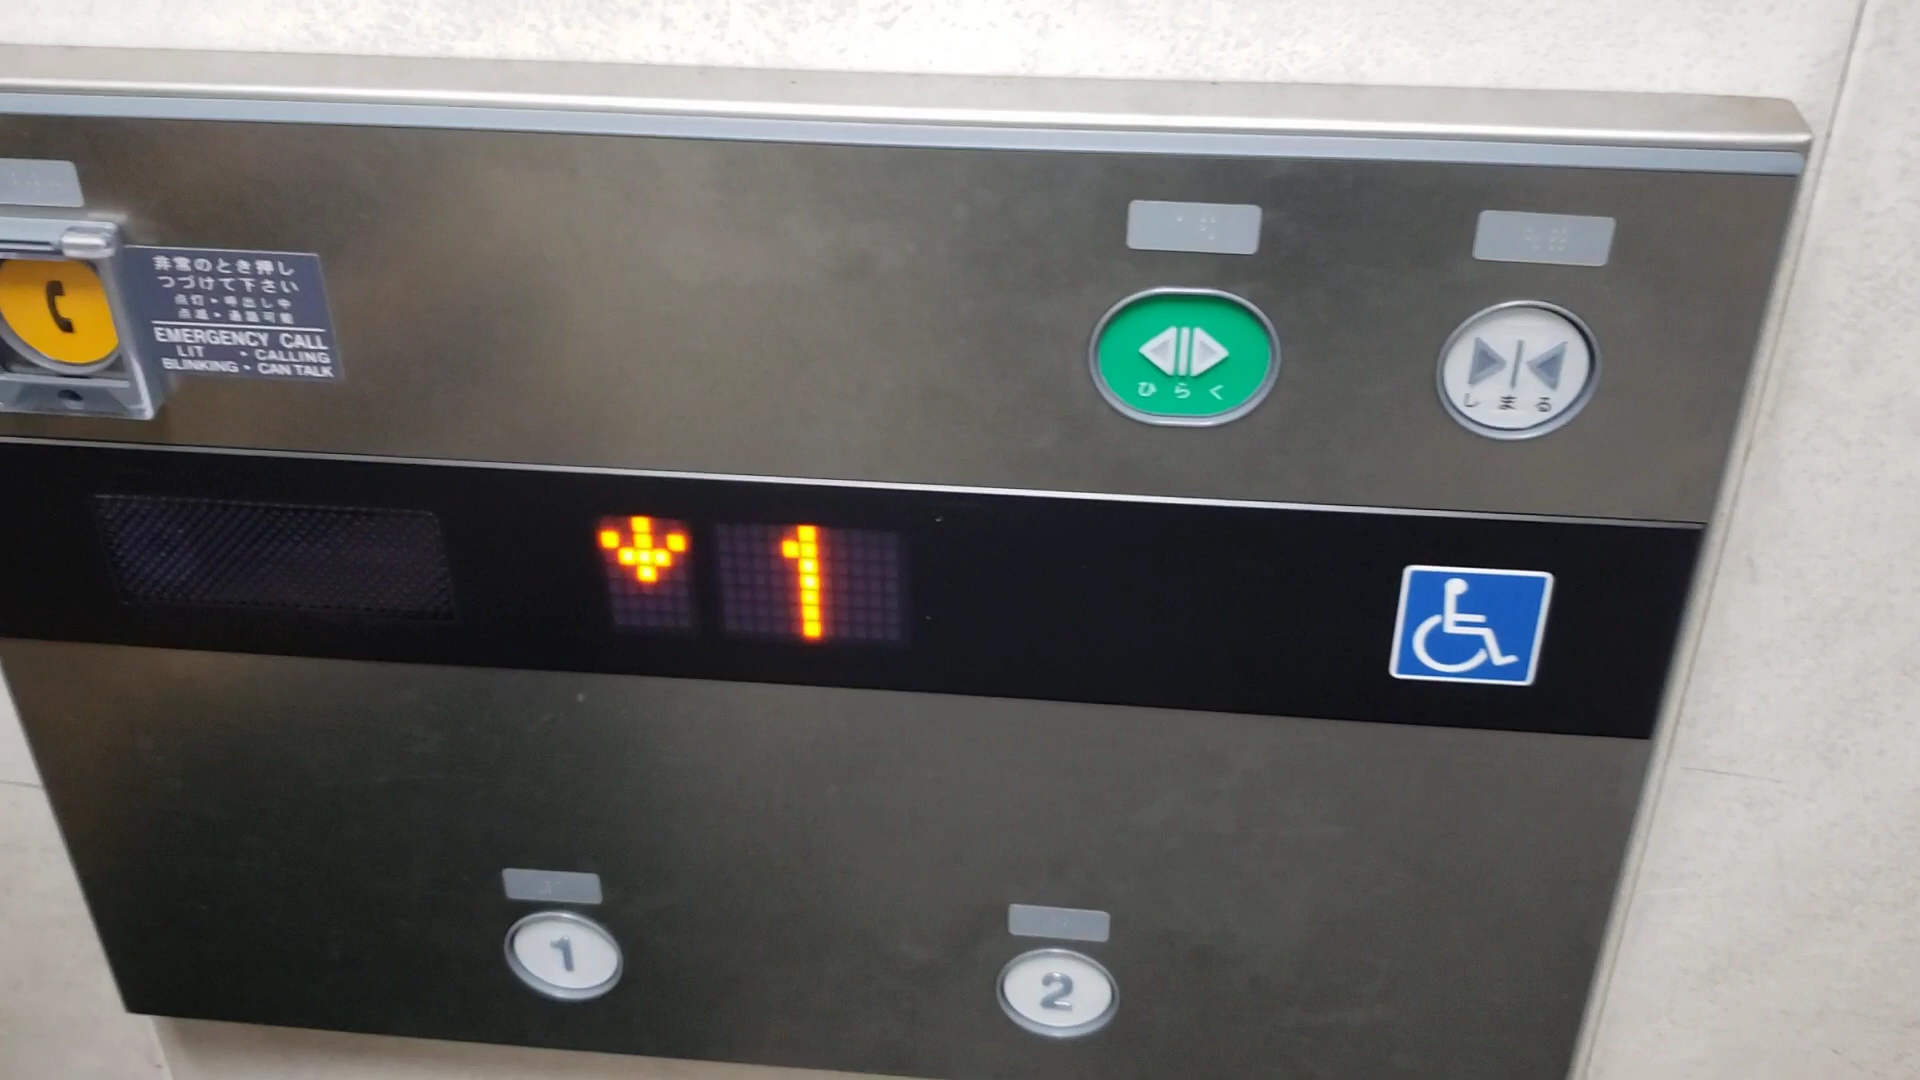 非常のとき押し
つづけて下さい
点灯・呼出し中
点滅・通話可能
EMERGENCY CALL
LIT ・CALLING
BLINKING・CAN TALK
ひらく
しまる
1
1
2